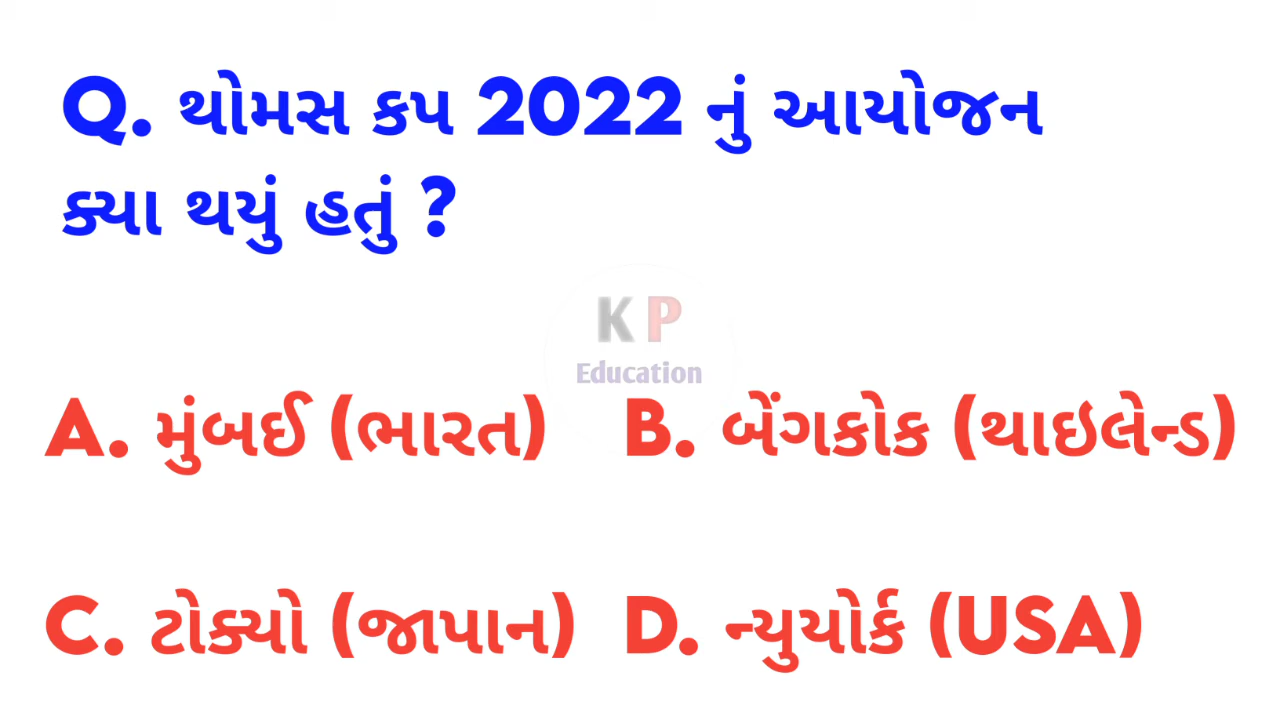 Q. થોમસ કપ 2022 નું આયોજન
ક્યા થયું હતું ?
K P
Education
A. મુંબઈ (ભારત) B. બેંગકોક (થાઇલેન્ડ)
C. ટોક્યો (જાપાન) D. ન્યુયોર્ક (USA)